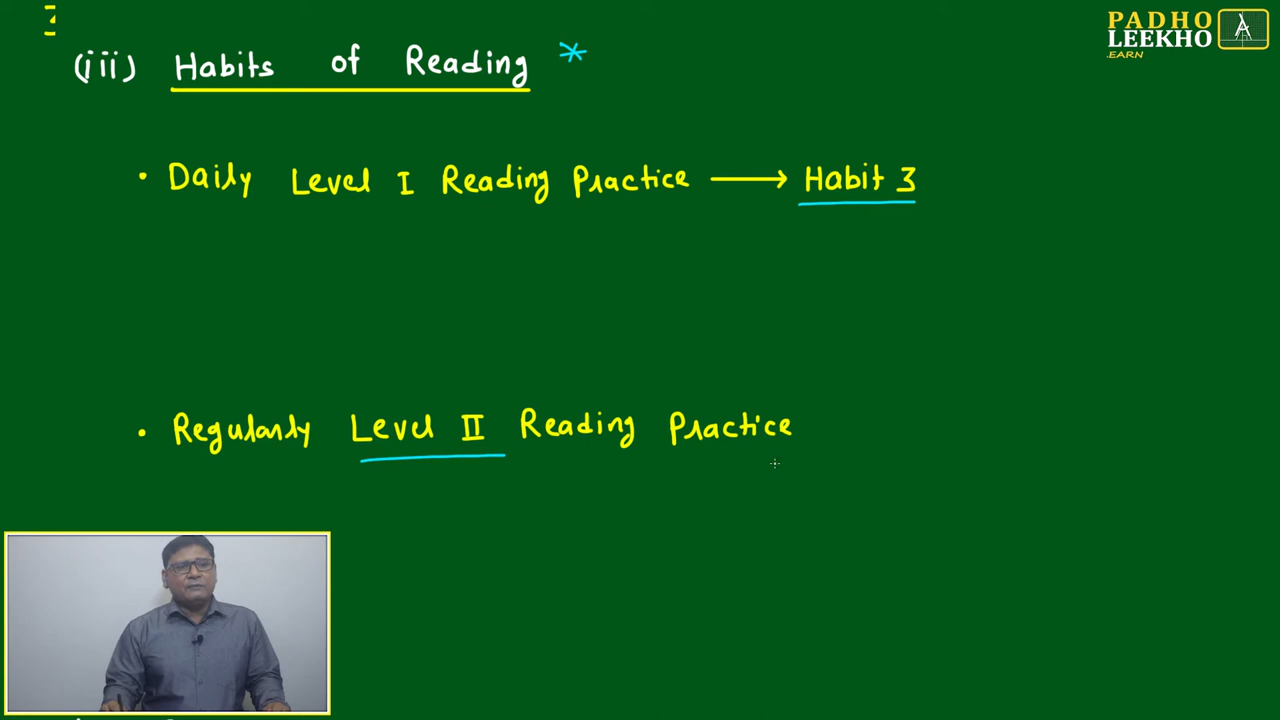 PADHO
LEEKHO
.EARN
(iii) Habits of Reading *
• Daily Level I Reading Practice ⟶ Habit 3
• Regularly Level II Reading Practice